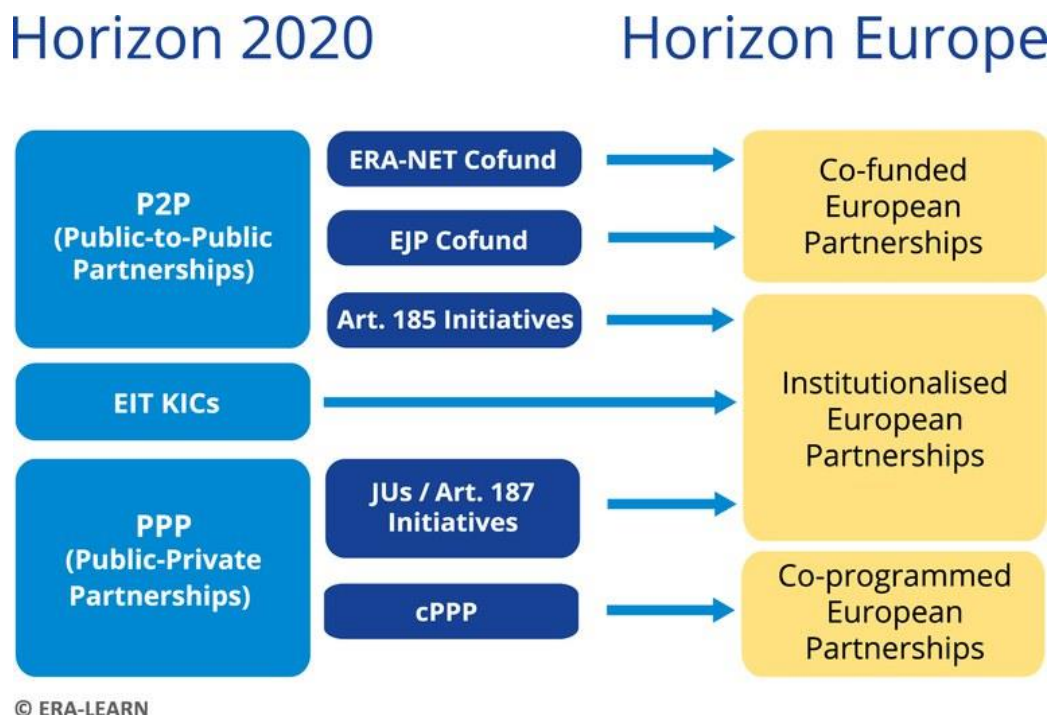 Horizon 2020
Horizon Europe
P2P
(Public-to-Public
Partnerships)
ERA-NET Cofund
EJP Cofund
Art. 185 Initiatives
Co-funded
European
Partnerships
EIT KICs
Institutionalised
European
Partnerships
PPP
(Public-Private
Partnerships)
JUs / Art. 187
Initiatives
cPPP
Co-programmed
European
Partnerships
© ERA-LEARN